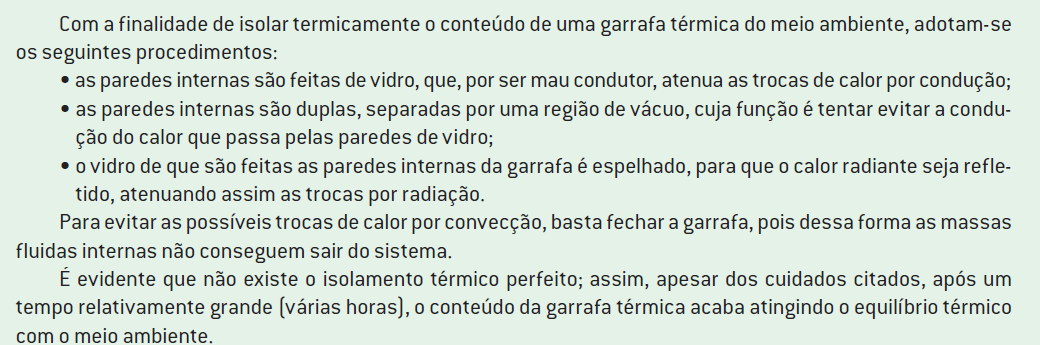 Com a finalidade de isolar termicamente o conteúdo de uma garrafa térmica do meio ambiente, adotam-se
os seguintes procedimentos:
• as paredes internas são feitas de vidro, que, por ser mau condutor, atenua as trocas de calor por condução;
• as paredes internas são duplas, separadas por uma região de vácuo, cuja função é tentar evitar a condu-
ção do calor que passa pelas paredes de vidro;
• o vidro de que são feitas as paredes internas da garrafa é espelhado, para que o calor radiante seja refle-
tido, atenuando assim as trocas por radiação.
Para evitar as possíveis trocas de calor por convecção, basta fechar a garrafa, pois dessa forma as massas
fluidas internas não conseguem sair do sistema.
É evidente que não existe o isolamento térmico perfeito; assim, apesar dos cuidados citados, após um
tempo relativamente grande (várias horas), o conteúdo da garrafa térmica acaba atingindo o equilíbrio térmico
com o meio ambiente.